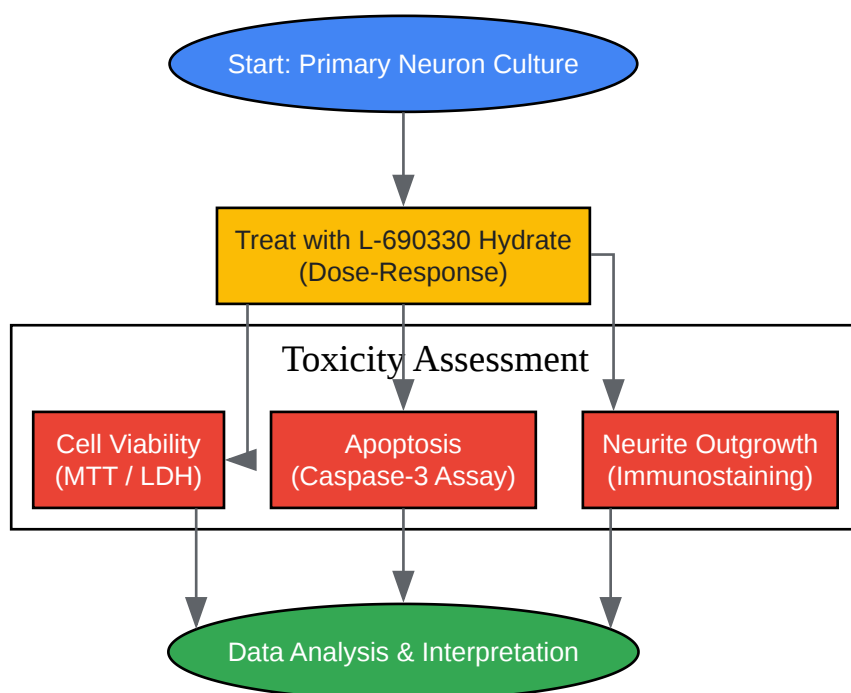 Start: Primary Neuron Culture
Treat with L-690330 Hydrate
(Dose-Response)
Toxicity Assessment
Cell Viability
(MTT / LDH)
Apoptosis
(Caspase-3 Assay)
Neurite Outgrowth
(Immunostaining)
Data Analysis & Interpretation